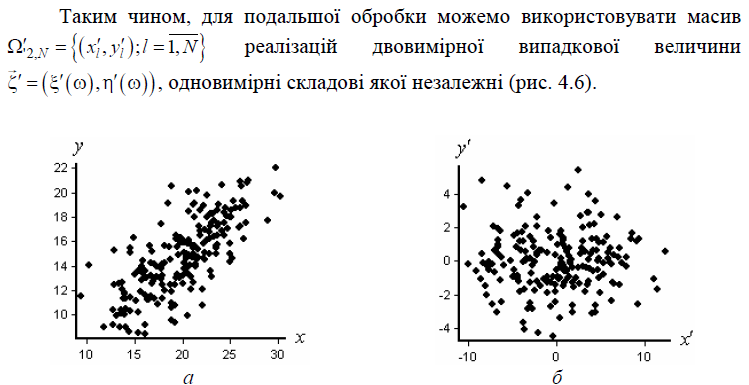 Таким чином, для подальшої обробки можемо використовувати масив
Ω′₂,N = {(x′ₗ, y′ₗ); l = 1,N̅} реалізацій двовимірної випадкової величини
ζ⃗′ = (ξ′(ω), η′(ω)), одновимірні складові якої незалежні (рис. 4.6).
y
22
20
18
16
14
12
10
10 15 20 25 30 x
а
y′
4
2
0
-2
-4
-10 0 10 x′
б